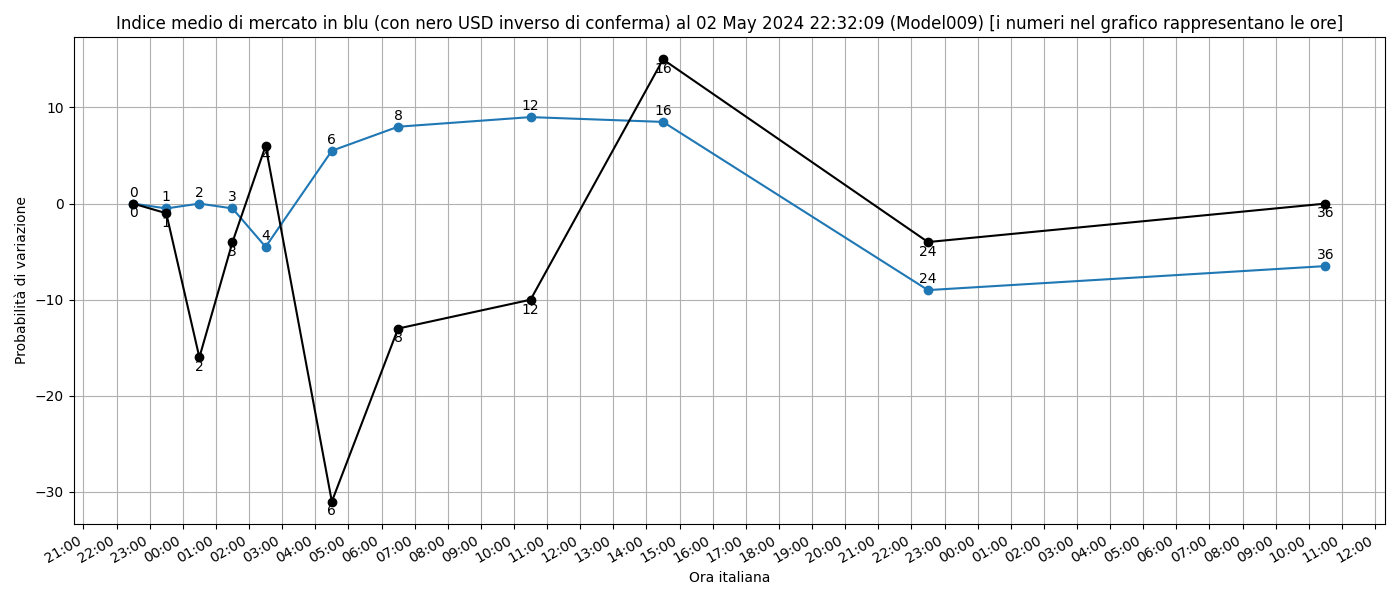 Indice medio di mercato in blu (con nero USD inverso di conferma) al 02 May 2024 22:32:09 (Model009) [i numeri nel grafico rappresentano le ore]
Probabilità di variazione
10
0
−10
−20
−30
0 1 2 3 4 6 8 12 16 24 36
0 1 2 3 4 6 8 12 16 24 36
21:00 22:00 23:00 00:00 01:00 02:00 03:00 04:00 05:00 06:00 07:00 08:00 09:00 10:00 11:00 12:00 13:00 14:00 15:00 16:00 17:00 18:00 19:00 20:00 21:00 22:00 23:00 00:00 01:00 02:00 03:00 04:00 05:00 06:00 07:00 08:00 09:00 10:00 11:00 12:00
Ora italiana